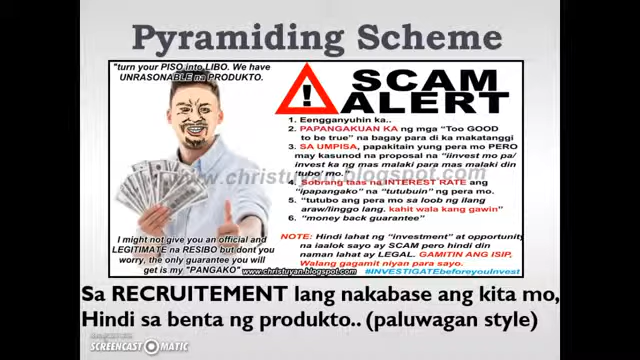 Pyramiding Scheme
"turn your PISO into LIBO. We have
UNRASONABLE na PRODUKTO.
SCAM
ALERT
1. Eengganyuhin ka..
2. PAPANGAKUAN KA ng mga "Too GOOD
to be true" na bagay para di ka makatanggi
3. SA UMPISA, papakitain yung pera mo PERO
may kasunod na proposal na "iinvest mo pa/
invest ka ng mas malaki para mas malaki din
tubo" mo.
4. Sobrang taas ng INTEREST RATE ang
"ipapangako" na "tutubuin" ng pera mo.
5. "tutubo ang pera mo sa loob ng ilang
araw/linggo lang. kahit wala kang gawin"
6. "money back guarantee"
NOTE: Hindi lahat ng "investment" at opportunity
na iaalok sayo ay SCAM pero hindi din
naman lahat ay LEGAL. GAMITIN ANG ISIP,
Walang gagamit niyan para sayo.
#INVESTIGATEbeforeyouInvest
www.christuyan.blogspot.com
I might not give you an official and
LEGITIMATE na RESIBO but dont you
worry, the only guarantee you will
get is my "PANGAKO"
www.christuyan.blogspot.com
Sa RECRUITEMENT lang nakabase ang kita mo,
Hindi sa benta ng produkto.. (paluwagan style)
RECORDED WITH
SCREENCAST MATIC